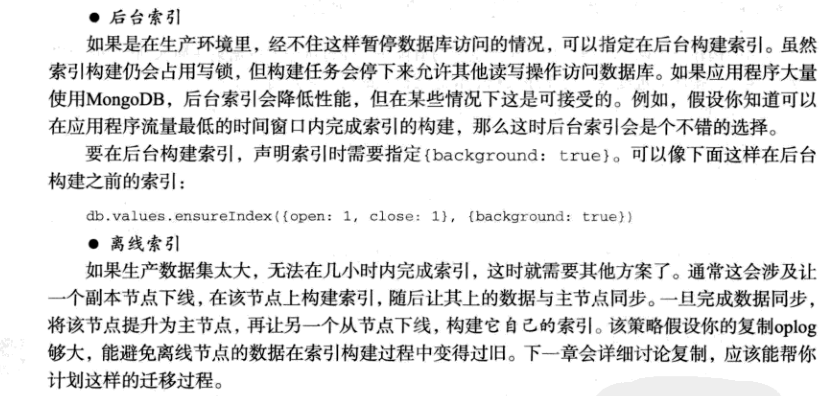 ● 后台索引
如果是在生产环境里，经不住这样暂停数据库访问的情况，可以指定在后台构建索引。虽然
索引构建仍会占用写锁，但构建任务会停下来允许其他读写操作访问数据库。如果应用程序大量
使用MongoDB，后台索引会降低性能，但在某些情况下这是可接受的。例如，假设你知道可以
在应用程序流量最低的时间窗口内完成索引的构建，那么这时后台索引会是个不错的选择。
要在后台构建索引，声明索引时需要指定{background: true}。可以像下面这样在后台
构建之前的索引：
db.values.ensureIndex({open: 1, close: 1}, {background: true})
● 离线索引
如果生产数据集太大，无法在几小时内完成索引，这时就需要其他方案了。通常这会涉及让
一个副本节点下线，在该节点上构建索引，随后让其上的数据与主节点同步。一旦完成数据同步，
将该节点提升为主节点，再让另一个从节点下线，构建它自己的索引。该策略假设你的复制oplog
够大，能避免离线节点的数据在索引构建过程中变得过旧。下一章会详细讨论复制，应该能帮你
计划这样的迁移过程。